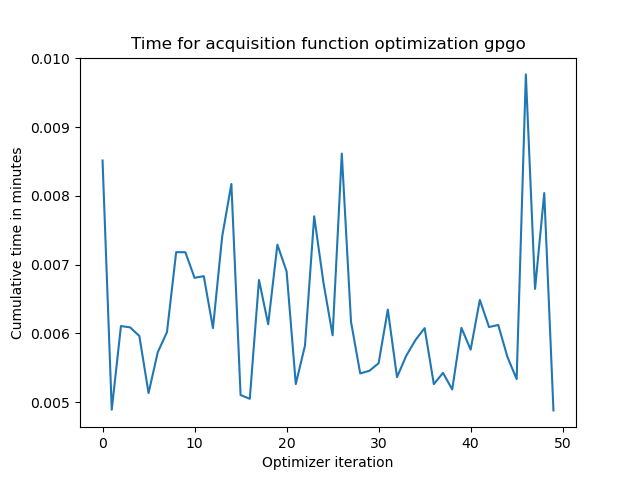 Time for acquisition function optimization gpgo
0.010
0.009
0.008
0.007
0.006
0.005
Cumulative time in minutes
0 10 20 30 40 50
Optimizer iteration